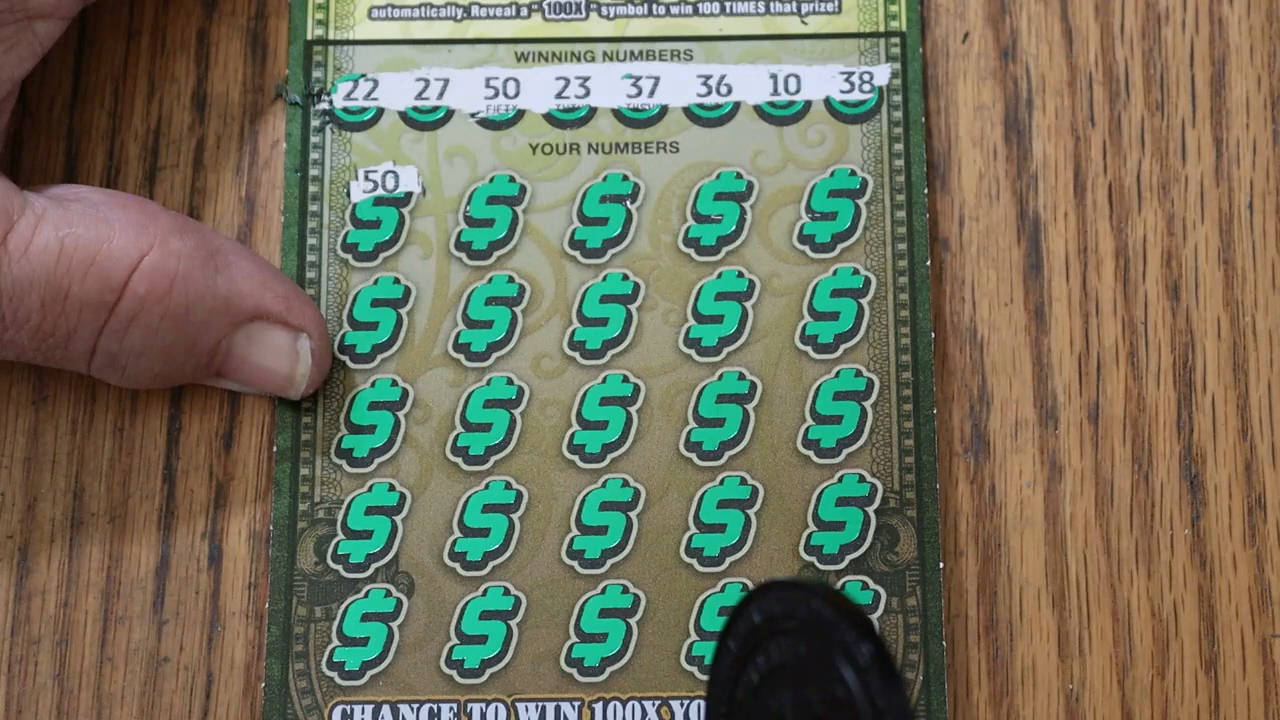 automatically. Reveal a "100X" symbol to win 100 TIMES that prize!
WINNING NUMBERS
22 27 50 23 37 36 10 38
FIFTY
YOUR NUMBERS
50
$ $ $ $ $
$ $ $ $ $
$ $ $ $ $
$ $ $ $ $
$ $ $ $ $
CHANCE TO WIN 100X YO